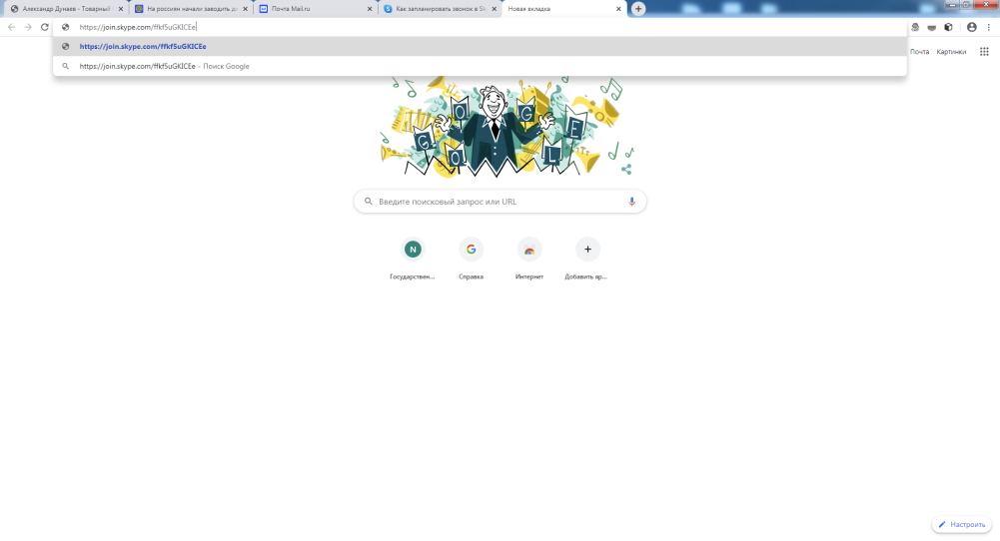 Александр Дунаев - Товарный
На россиян начали заводить д
Почта Mail.ru
Как запланировать звонок в Sk
Новая вкладка
https://join.skype.com/ffkf5uGKICEe
https://join.skype.com/ffkf5uGKICEe
https://join.skype.com/ffkf5uGKICEe - Поиск Google
Почта Картинки
G O O G L E
Введите поисковый запрос или URL
N
Государствен...
Справка
Интернет
Добавить яр...
Настроить